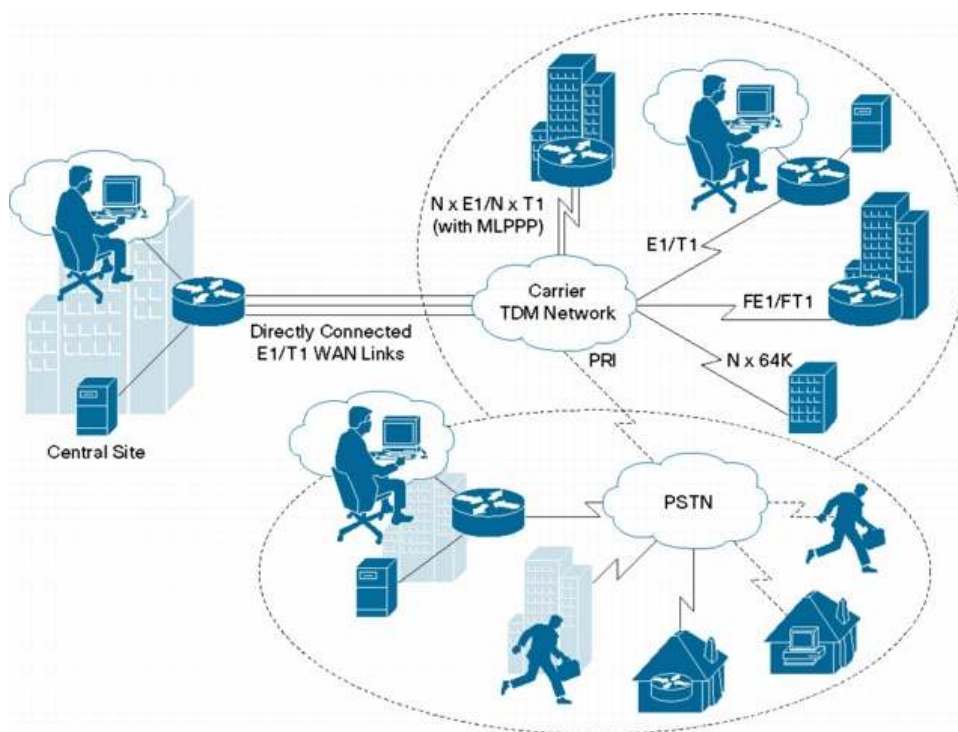 N x E1/N x T1
(with MLPPP)
E1/T1
Carrier
TDM Network
FE1/FT1
Directly Connected
E1/T1 WAN Links
PRI
N x 64K
Central Site
PSTN